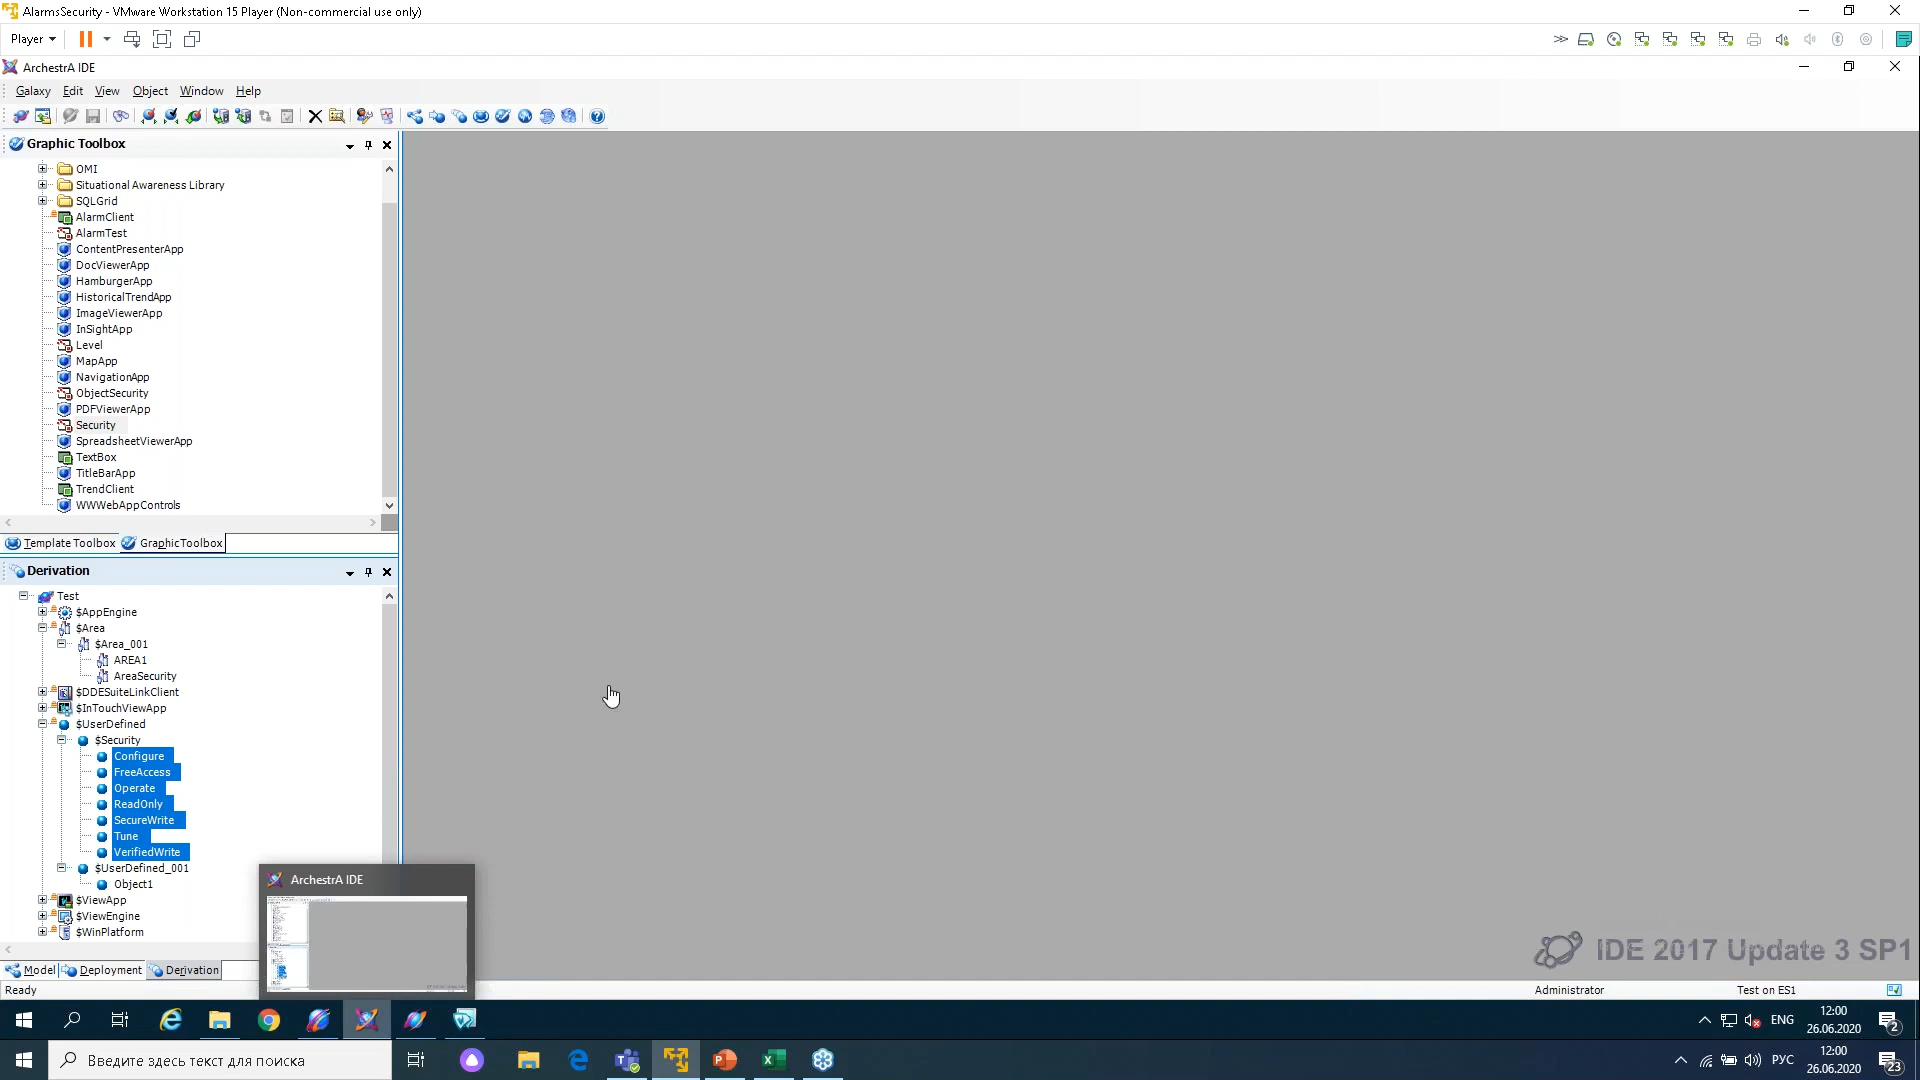 AlarmsSecurity - VMware Workstation 15 Player (Non-commercial use only)
Player
ArchestrA IDE
Galaxy Edit View Object Window Help
Graphic Toolbox
OMI
Situational Awareness Library
SQLGrid
AlarmClient
AlarmTest
ContentPresenterApp
DocViewerApp
HamburgerApp
HistoricalTrendApp
ImageViewerApp
InSightApp
Level
MapApp
NavigationApp
ObjectSecurity
PDFViewerApp
Security
SpreadsheetViewerApp
TextBox
TitleBarApp
TrendClient
WWWebAppControls
Template Toolbox GraphicToolbox
Derivation
Test
$AppEngine
$Area
$Area_001
AREA1
AreaSecurity
$DDESuiteLinkClient
$InTouchViewApp
$UserDefined
$Security
Configure
FreeAccess
Operate
ReadOnly
SecureWrite
Tune
VerifiedWrite
$UserDefined_001
Object1
$ViewApp
$ViewEngine
$WinPlatform
ArchestrA IDE
IDE 2017 Update 3 SP1
Model Deployment Derivation
Ready Administrator Test on ES1
ENG 12:00 26.06.2020 2
Введите здесь текст для поиска
РУС 12:00 26.06.2020 23